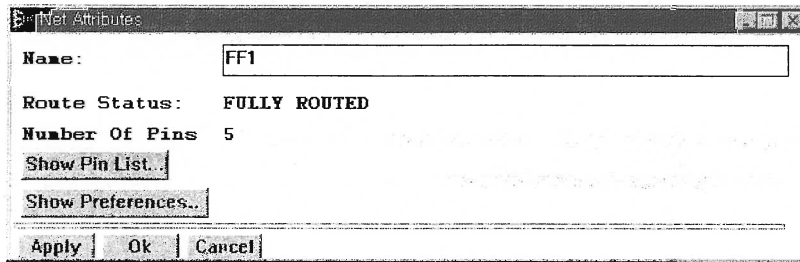 Net Attributes
Name: FF1
Route Status: FULLY ROUTED
Number Of Pins 5
Show Pin List...
Show Preferences..
Apply Ok Cancel